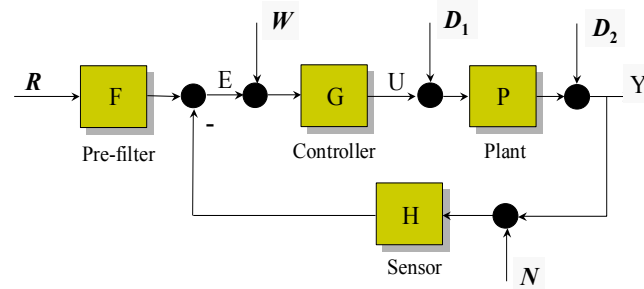 W
D1
D2
R
F
E
G
U
P
Y
-
Pre-filter
Controller
Plant
H
Sensor
N